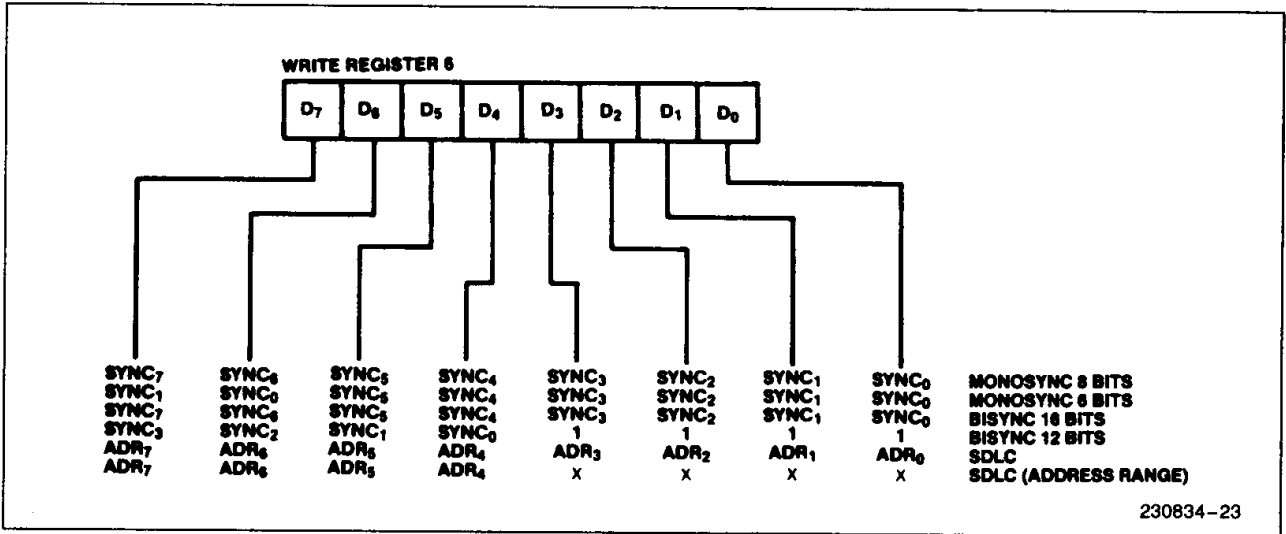 WRITE REGISTER 6
D₇ D₆ D₅ D₄ D₃ D₂ D₁ D₀
SYNC₇ SYNC₆ SYNC₅ SYNC₄ SYNC₃ SYNC₂ SYNC₁ SYNC₀ MONOSYNC 8 BITS
SYNC₁ SYNC₀ SYNC₅ SYNC₄ SYNC₃ SYNC₂ SYNC₁ SYNC₀ MONOSYNC 6 BITS
SYNC₇ SYNC₆ SYNC₅ SYNC₄ SYNC₃ SYNC₂ SYNC₁ SYNC₀ BISYNC 16 BITS
SYNC₃ SYNC₂ SYNC₁ SYNC₀ 1 1 1 1 BISYNC 12 BITS
ADR₇ ADR₆ ADR₅ ADR₄ ADR₃ ADR₂ ADR₁ ADR₀ SDLC
ADR₇ ADR₆ ADR₅ ADR₄ X X X X SDLC (ADDRESS RANGE)
230834–23